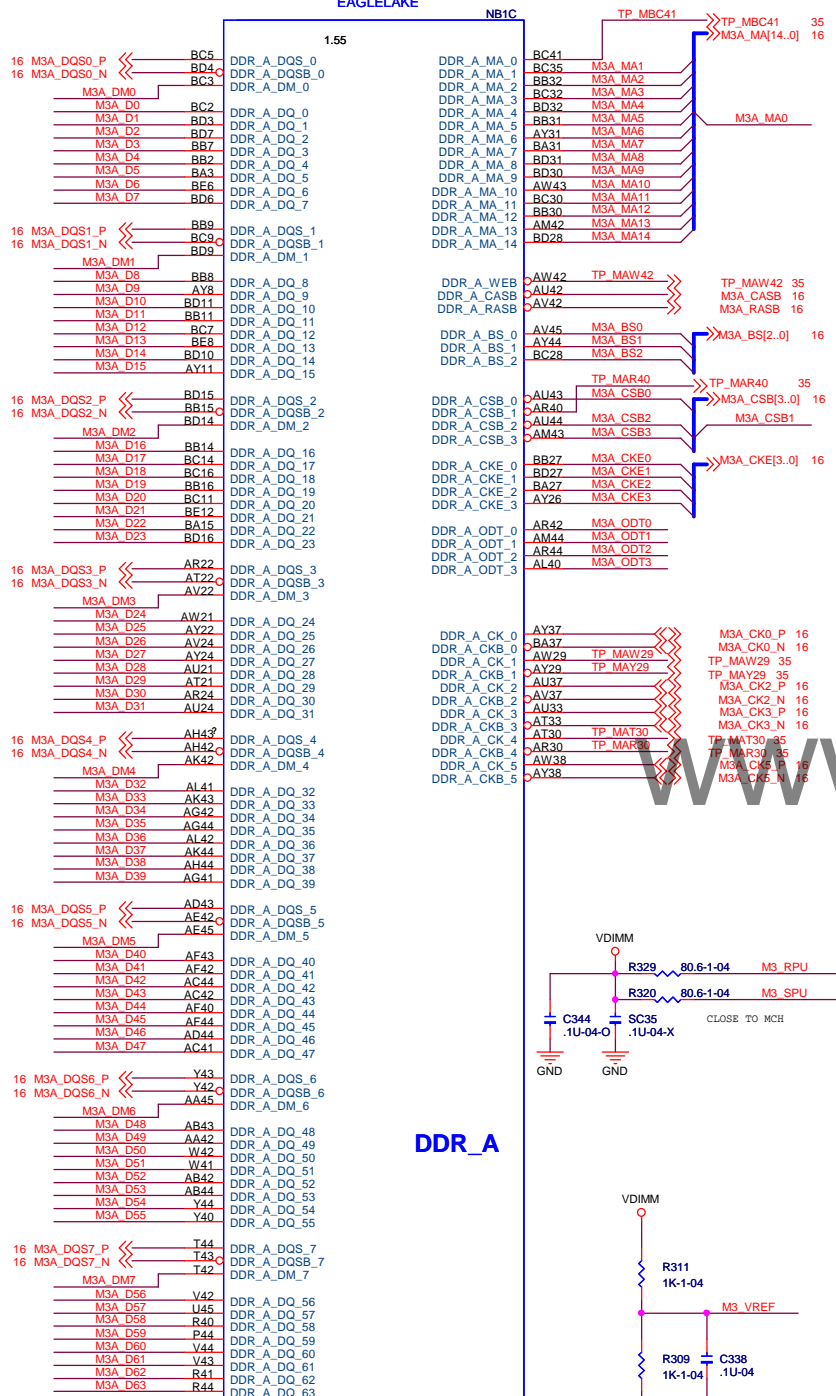 EAGLELAKE
NB1C
1.55
16 M3A_DQS0_P BC5 DDR_A_DQS_0
16 M3A_DQS0_N BD4 DDR_A_DQSB_0
M3A_DM0 BC3 DDR_A_DM_0
M3A_D0 BC2 DDR_A_DQ_0
M3A_D1 BD3 DDR_A_DQ_1
M3A_D2 BD7 DDR_A_DQ_2
M3A_D3 BB7 DDR_A_DQ_3
M3A_D4 BB2 DDR_A_DQ_4
M3A_D5 BA3 DDR_A_DQ_5
M3A_D6 BE6 DDR_A_DQ_6
M3A_D7 BD6 DDR_A_DQ_7
16 M3A_DQS1_P BB9 DDR_A_DQS_1
16 M3A_DQS1_N BC9 DDR_A_DQSB_1
M3A_DM1 BD9 DDR_A_DM_1
M3A_D8 BB8 DDR_A_DQ_8
M3A_D9 AY8 DDR_A_DQ_9
M3A_D10 BD11 DDR_A_DQ_10
M3A_D11 BB11 DDR_A_DQ_11
M3A_D12 BC7 DDR_A_DQ_12
M3A_D13 BE8 DDR_A_DQ_13
M3A_D14 BD10 DDR_A_DQ_14
M3A_D15 AY11 DDR_A_DQ_15
16 M3A_DQS2_P BD15 DDR_A_DQS_2
16 M3A_DQS2_N BB15 DDR_A_DQSB_2
M3A_DM2 BD14 DDR_A_DM_2
M3A_D16 BB14 DDR_A_DQ_16
M3A_D17 BC14 DDR_A_DQ_17
M3A_D18 BC16 DDR_A_DQ_18
M3A_D19 BB16 DDR_A_DQ_19
M3A_D20 BC11 DDR_A_DQ_20
M3A_D21 BE12 DDR_A_DQ_21
M3A_D22 BA15 DDR_A_DQ_22
M3A_D23 BD16 DDR_A_DQ_23
16 M3A_DQS3_P AR22 DDR_A_DQS_3
16 M3A_DQS3_N AT22 DDR_A_DQSB_3
M3A_DM3 AV22 DDR_A_DM_3
M3A_D24 AW21 DDR_A_DQ_24
M3A_D25 AY22 DDR_A_DQ_25
M3A_D26 AV24 DDR_A_DQ_26
M3A_D27 AY24 DDR_A_DQ_27
M3A_D28 AU21 DDR_A_DQ_28
M3A_D29 AT21 DDR_A_DQ_29
M3A_D30 AR24 DDR_A_DQ_30
M3A_D31 AU24 DDR_A_DQ_31
16 M3A_DQS4_P AH43 ? DDR_A_DQS_4
16 M3A_DQS4_N AH42 DDR_A_DQSB_4
M3A_DM4 AK42 DDR_A_DM_4
M3A_D32 AL41 DDR_A_DQ_32
M3A_D33 AK43 DDR_A_DQ_33
M3A_D34 AG42 DDR_A_DQ_34
M3A_D35 AG44 DDR_A_DQ_35
M3A_D36 AL42 DDR_A_DQ_36
M3A_D37 AK44 DDR_A_DQ_37
M3A_D38 AH44 DDR_A_DQ_38
M3A_D39 AG41 DDR_A_DQ_39
16 M3A_DQS5_P AD43 DDR_A_DQS_5
16 M3A_DQS5_N AE42 DDR_A_DQSB_5
M3A_DM5 AE45 DDR_A_DM_5
M3A_D40 AF43 DDR_A_DQ_40
M3A_D41 AF42 DDR_A_DQ_41
M3A_D42 AC44 DDR_A_DQ_42
M3A_D43 AC42 DDR_A_DQ_43
M3A_D44 AF40 DDR_A_DQ_44
M3A_D45 AF44 DDR_A_DQ_45
M3A_D46 AD44 DDR_A_DQ_46
M3A_D47 AC41 DDR_A_DQ_47
16 M3A_DQS6_P Y43 DDR_A_DQS_6
16 M3A_DQS6_N Y42 DDR_A_DQSB_6
M3A_DM6 AA45 DDR_A_DM_6
M3A_D48 AB43 DDR_A_DQ_48
M3A_D49 AA42 DDR_A_DQ_49
M3A_D50 W42 DDR_A_DQ_50
M3A_D51 W41 DDR_A_DQ_51
M3A_D52 AB42 DDR_A_DQ_52
M3A_D53 AB44 DDR_A_DQ_53
M3A_D54 Y44 DDR_A_DQ_54
M3A_D55 Y40 DDR_A_DQ_55
16 M3A_DQS7_P T44 DDR_A_DQS_7
16 M3A_DQS7_N T43 DDR_A_DQSB_7
M3A_DM7 T42 DDR_A_DM_7
M3A_D56 V42 DDR_A_DQ_56
M3A_D57 U45 DDR_A_DQ_57
M3A_D58 R40 DDR_A_DQ_58
M3A_D59 P44 DDR_A_DQ_59
M3A_D60 V44 DDR_A_DQ_60
M3A_D61 V43 DDR_A_DQ_61
M3A_D62 R41 DDR_A_DQ_62
M3A_D63 R44 DDR_A_DQ_63
DDR_A_MA_0 BC41 TP_MBC41 TP_MBC41 35
DDR_A_MA_1 BC35 M3A_MA1 M3A_MA[14..0] 16
DDR_A_MA_2 BB32 M3A_MA2
DDR_A_MA_3 BC32 M3A_MA3
DDR_A_MA_4 BD32 M3A_MA4
DDR_A_MA_5 BB31 M3A_MA5 M3A_MA0
DDR_A_MA_6 AY31 M3A_MA6
DDR_A_MA_7 BA31 M3A_MA7
DDR_A_MA_8 BD31 M3A_MA8
DDR_A_MA_9 BD30 M3A_MA9
DDR_A_MA_10 AW43 M3A_MA10
DDR_A_MA_11 BC30 M3A_MA11
DDR_A_MA_12 BB30 M3A_MA12
DDR_A_MA_13 AM42 M3A_MA13
DDR_A_MA_14 BD28 M3A_MA14
DDR_A_WEB AW42 TP_MAW42 TP_MAW42 35
DDR_A_CASB AU42 M3A_CASB 16
DDR_A_RASB AV42 M3A_RASB 16
DDR_A_BS_0 AV45 M3A_BS0 M3A_BS[2..0] 16
DDR_A_BS_1 AY44 M3A_BS1
DDR_A_BS_2 BC28 M3A_BS2
TP_MAR40 TP_MAR40 35
DDR_A_CSB_0 AU43 M3A_CSB0 M3A_CSB[3..0] 16
DDR_A_CSB_1 AR40
DDR_A_CSB_2 AU44 M3A_CSB2 M3A_CSB1
DDR_A_CSB_3 AM43 M3A_CSB3
DDR_A_CKE_0 BB27 M3A_CKE0 M3A_CKE[3..0] 16
DDR_A_CKE_1 BD27 M3A_CKE1
DDR_A_CKE_2 BA27 M3A_CKE2
DDR_A_CKE_3 AY26 M3A_CKE3
DDR_A_ODT_0 AR42 M3A_ODT0
DDR_A_ODT_1 AM44 M3A_ODT1
DDR_A_ODT_2 AR44 M3A_ODT2
DDR_A_ODT_3 AL40 M3A_ODT3
DDR_A_CK_0 AY37 M3A_CK0_P 16
DDR_A_CKB_0 BA37 M3A_CK0_N 16
DDR_A_CK_1 AW29 TP_MAW29 TP_MAW29 35
DDR_A_CKB_1 AY29 TP_MAY29 TP_MAY29 35
DDR_A_CK_2 AU37 M3A_CK2_P 16
DDR_A_CKB_2 AV37 M3A_CK2_N 16
DDR_A_CK_3 AU33 M3A_CK3_P 16
DDR_A_CKB_3 AT33 M3A_CK3_N 16
DDR_A_CK_4 AT30 TP_MAT30 TP_MAT30 35
DDR_A_CKB_4 AR30 TP_MAR30 TP_MAR30 35
DDR_A_CK_5 AW38 M3A_CK5_P 16
DDR_A_CKB_5 AY38 M3A_CK5_N 16
VDIMM
R329 80.6-1-04 M3_RPU
R320 80.6-1-04 M3_SPU
C344 .1U-04-O
SC35 .1U-04-X
CLOSE TO MCH
GND GND
DDR_A
VDIMM
R311
1K-1-04
M3_VREF
R309 1K-1-04
C338 .1U-04